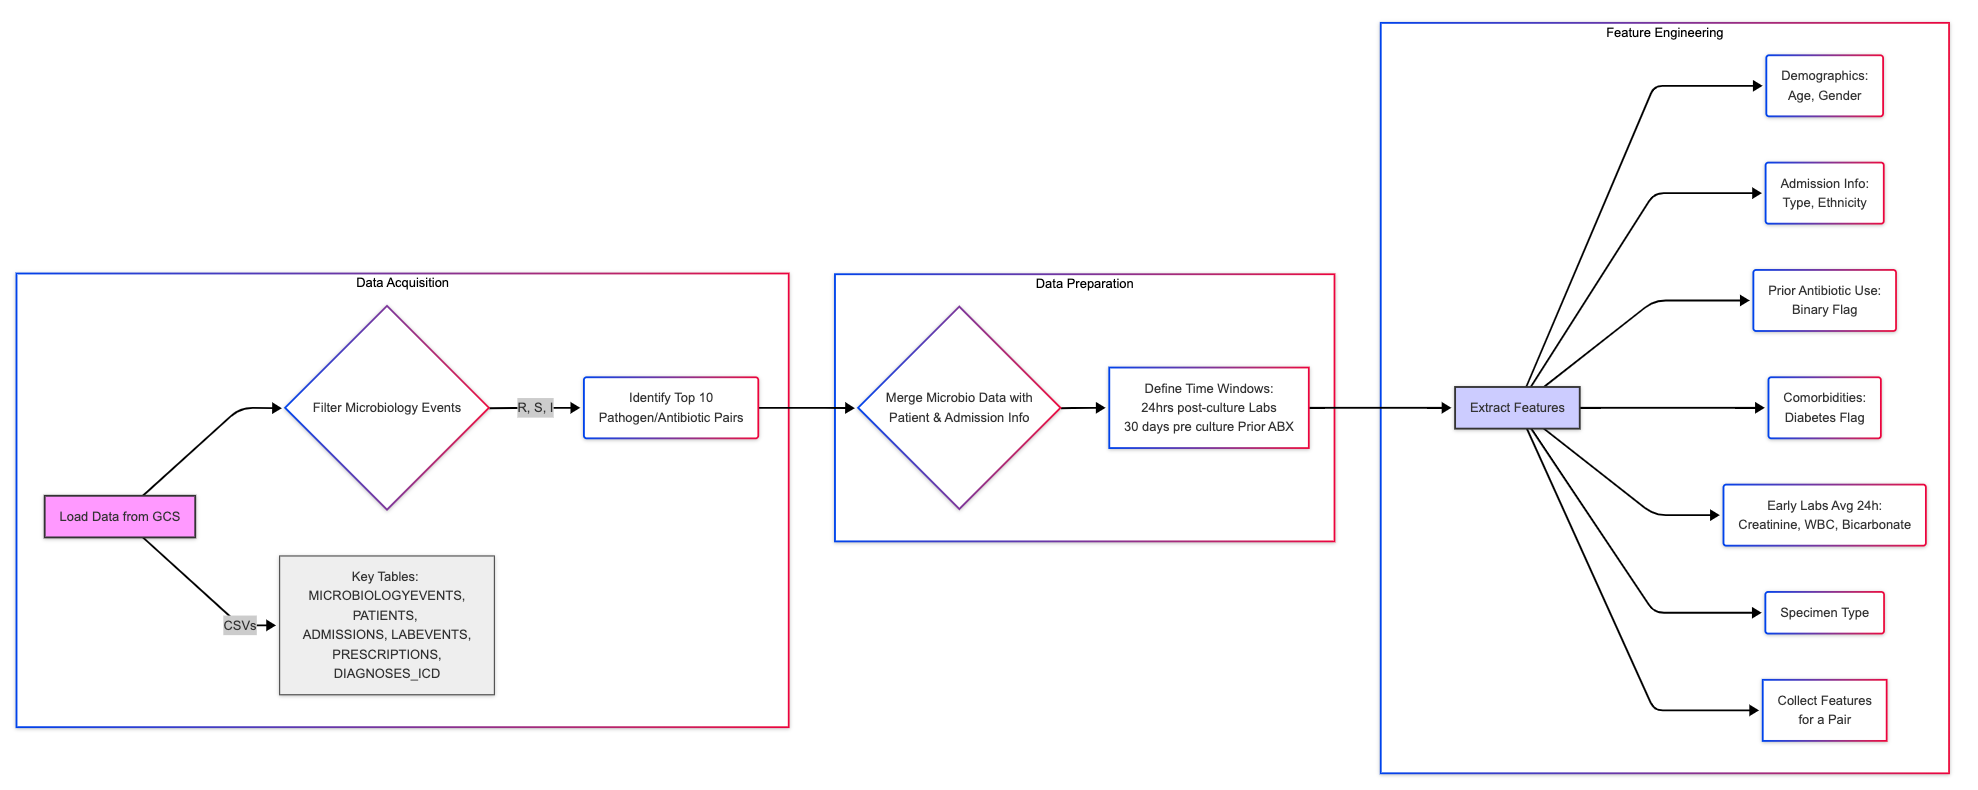 Data Acquisition
Load Data from GCS
Filter Microbiology Events
R, S, I
Identify Top 10
Pathogen/Antibiotic Pairs
CSVs
Key Tables:
MICROBIOLOGYEVENTS,
PATIENTS,
ADMISSIONS, LABEVENTS,
PRESCRIPTIONS,
DIAGNOSES_ICD
Data Preparation
Merge Microbio Data with
Patient & Admission Info
Define Time Windows:
24hrs post-culture Labs
30 days pre culture Prior ABX
Feature Engineering
Extract Features
Demographics:
Age, Gender
Admission Info:
Type, Ethnicity
Prior Antibiotic Use:
Binary Flag
Comorbidities:
Diabetes Flag
Early Labs Avg 24h:
Creatinine, WBC, Bicarbonate
Specimen Type
Collect Features
for a Pair